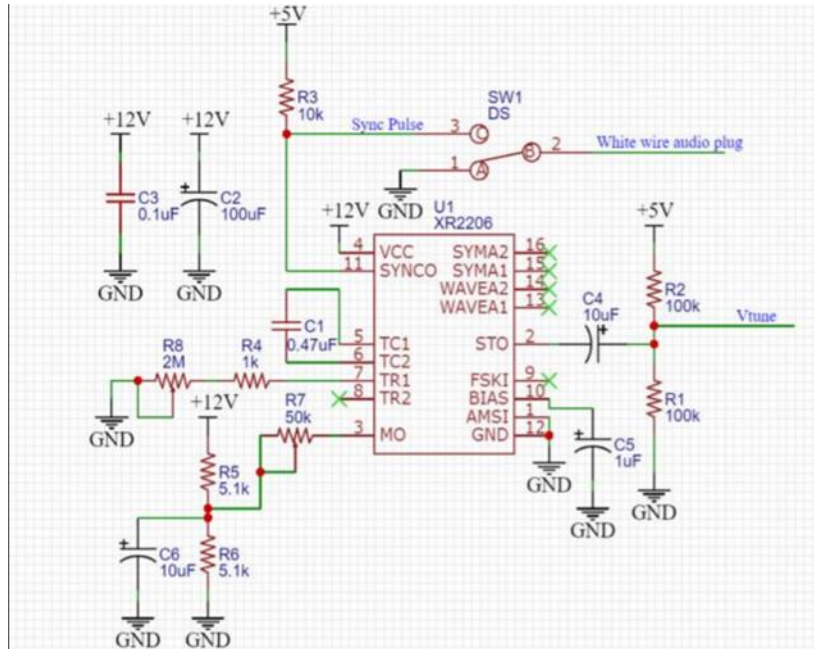 +5V
R3
10k
Sync Pulse
3
C
SW1
DS
B
2
White wire audio plug
1
A
GND
+12V
C3
0.1uF
GND
+12V
C2
100uF
GND
U1
XR2206
+12V
4
VCC
11
SYNCO
5
TC1
6
TC2
7
TR1
8
TR2
3
MO
SYMA2
16
SYMA1
15
WAVEA2
14
WAVEA1
13
STO
2
FSKI
9
BIAS
10
AMSI
1
GND
12
C1
0.47uF
R8
2M
R4
1k
GND
+12V
R7
50k
R5
5.1k
C6
10uF
R6
5.1k
GND
GND
C4
10uF
+5V
R2
100k
Vtune
R1
100k
GND
C5
1uF
GND
GND